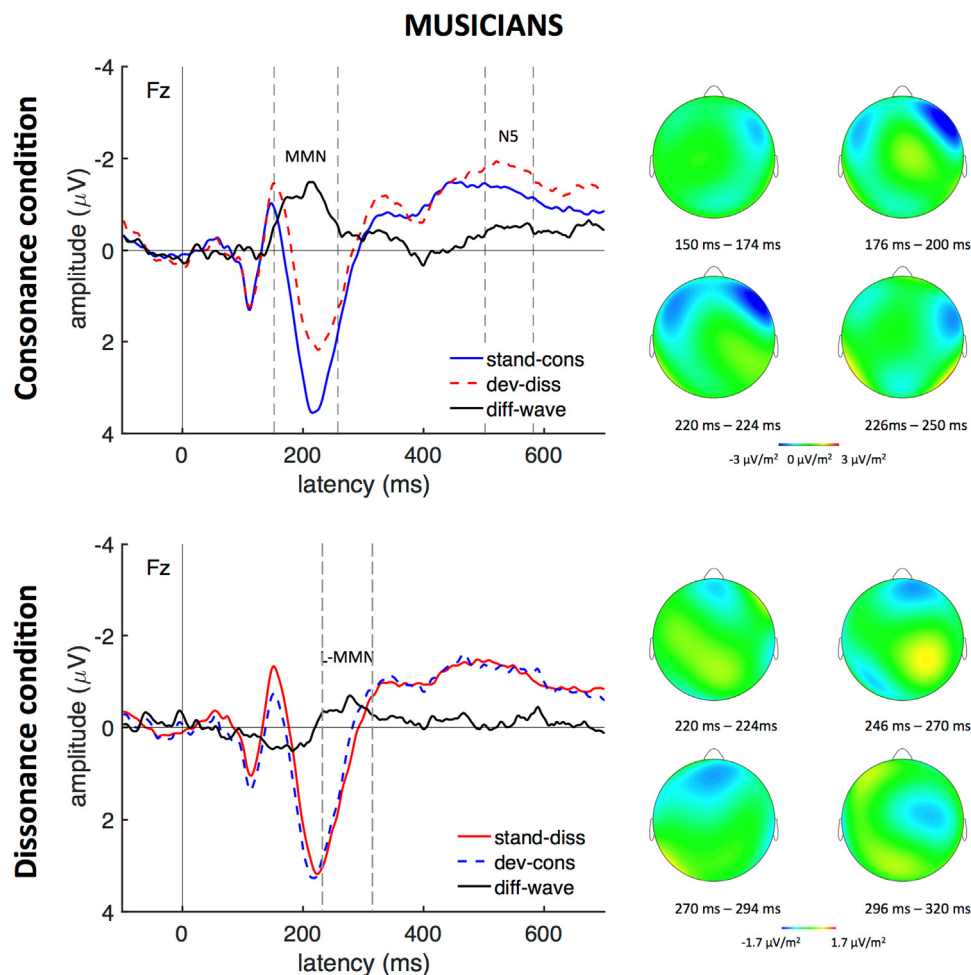 MUSICIANS
Consonance condition
amplitude (μV)
-4
-2
0
2
4
Fz
MMN
N5
stand-cons
dev-diss
diff-wave
0 200 400 600
latency (ms)
150 ms – 174 ms 176 ms – 200 ms
220 ms – 224 ms 226ms – 250 ms
-3 μV/m² 0 μV/m² 3 μV/m²
Dissonance condition
amplitude (μV)
-4
-2
0
2
4
Fz
L-MMN
stand-diss
dev-cons
diff-wave
0 200 400 600
latency (ms)
220 ms – 224ms 246 ms – 270 ms
270 ms – 294 ms 296 ms – 320 ms
-1.7 μV/m² 1.7 μV/m²